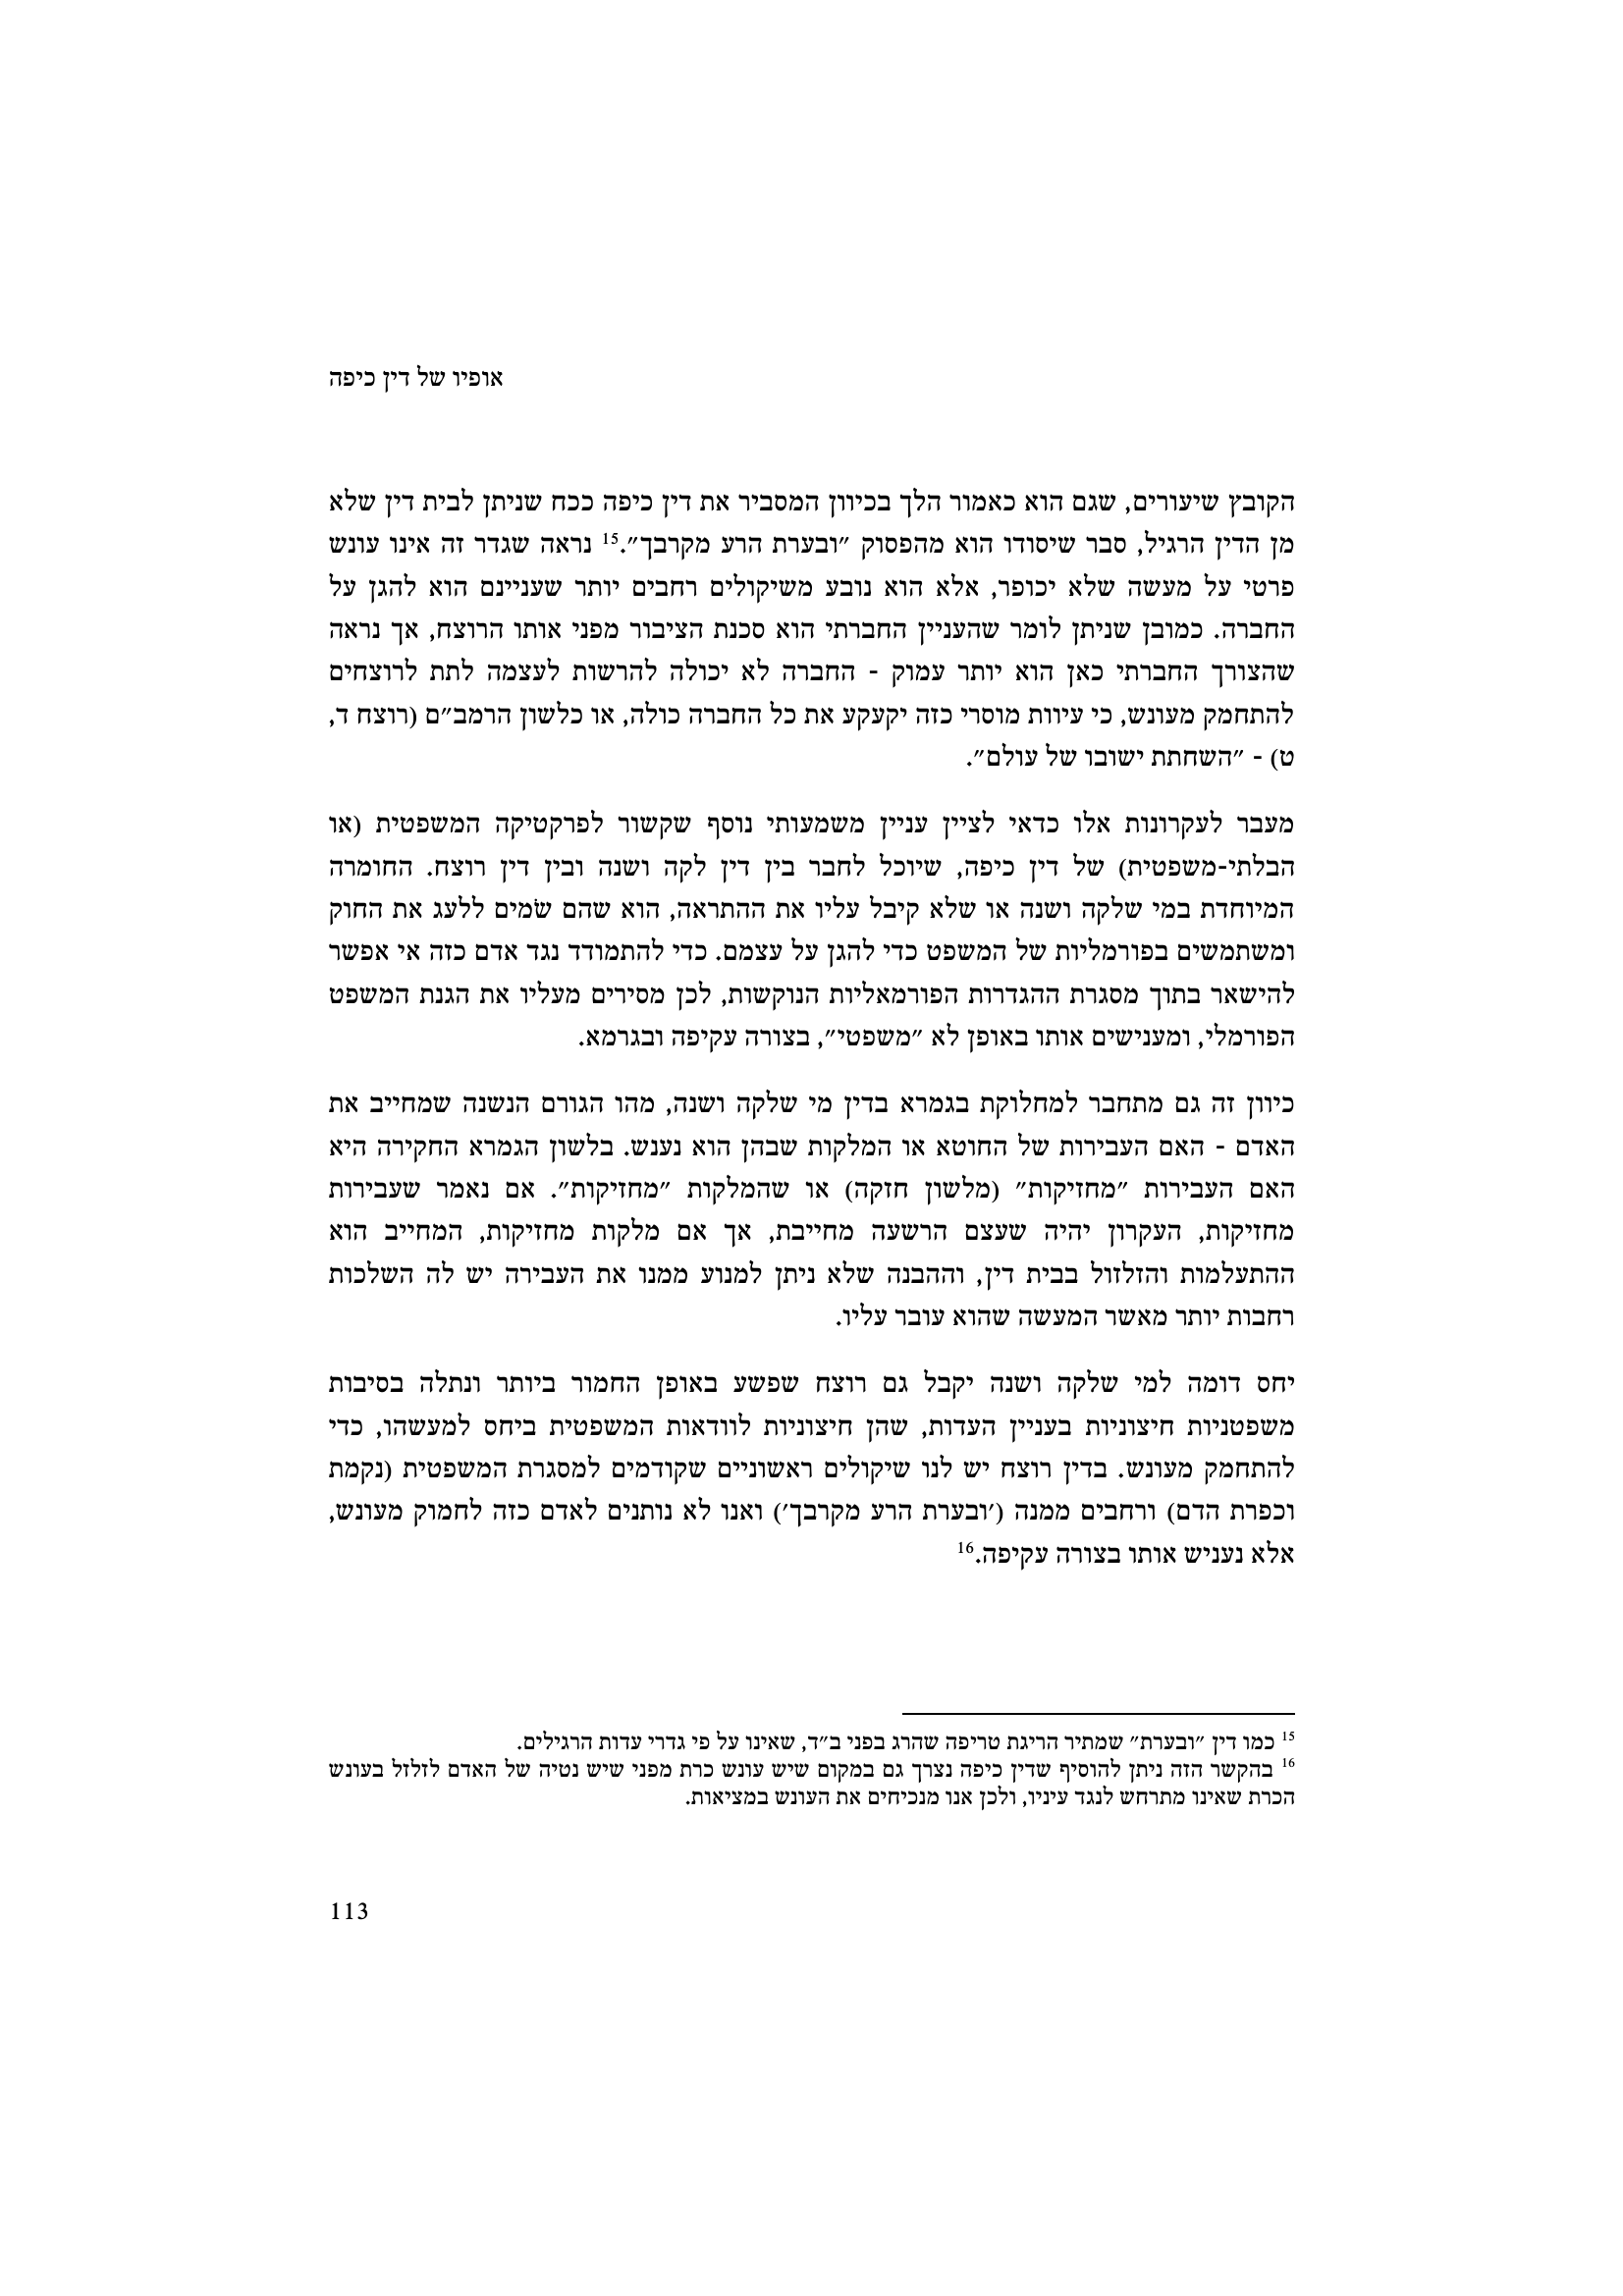 אופיו של דין כיפה
הקובץ שיעורים, שגם הוא כאמור הלך בכיוון המסביר את דין כיפה ככח שניתן לבית דין שלא
מן הדין הרגיל, סבר שיסודו הוא מהפסוק ״ובערת הרע מקרבך״.15 נראה שגדר זה אינו עונש
פרטי על מעשה שלא יכופר, אלא הוא נובע משיקולים רחבים יותר שעניינם הוא להגן על
החברה. כמובן שניתן לומר שהעניין החברתי הוא סכנת הציבור מפני אותו הרוצח, אך נראה
שהצורך החברתי כאן הוא יותר עמוק - החברה לא יכולה להרשות לעצמה לתת לרוצחים
להתחמק מעונש, כי עיוות מוסרי כזה יקעקע את כל החברה כולה, או כלשון הרמב״ם (רוצח ד,
ט) - ״השחתת ישובו של עולם״.
מעבר לעקרונות אלו כדאי לציין עניין משמעותי נוסף שקשור לפרקטיקה המשפטית (או
הבלתי-משפטית) של דין כיפה, שיוכל לחבר בין דין לקה ושנה ובין דין רוצח. החומרה
המיוחדת במי שלקה ושנה או שלא קיבל עליו את ההתראה, הוא שהם שׂמים ללעג את החוק
ומשתמשים בפורמליות של המשפט כדי להגן על עצמם. כדי להתמודד נגד אדם כזה אי אפשר
להישאר בתוך מסגרת ההגדרות הפורמאליות הנוקשות, לכן מסירים מעליו את הגנת המשפט
הפורמלי, ומענישים אותו באופן לא ״משפטי״, בצורה עקיפה ובגרמא.
כיוון זה גם מתחבר למחלוקת בגמרא בדין מי שלקה ושנה, מהו הגורם הנשנה שמחייב את
האדם - האם העבירות של החוטא או המלקות שבהן הוא נענש. בלשון הגמרא החקירה היא
האם העבירות ״מחזיקות״ (מלשון חזקה) או שהמלקות ״מחזיקות״. אם נאמר שעבירות
מחזיקות, העקרון יהיה שעצם הרשעה מחייבת, אך אם מלקות מחזיקות, המחייב הוא
ההתעלמות והזלזול בבית דין, וההבנה שלא ניתן למנוע ממנו את העבירה יש לה השלכות
רחבות יותר מאשר המעשה שהוא עובר עליו.
יחס דומה למי שלקה ושנה יקבל גם רוצח שפשע באופן החמור ביותר ונתלה בסיבות
משפטניות חיצוניות בעניין העדות, שהן חיצוניות לוודאות המשפטית ביחס למעשהו, כדי
להתחמק מעונש. בדין רוצח יש לנו שיקולים ראשוניים שקודמים למסגרת המשפטית (נקמת
וכפרת הדם) ורחבים ממנה (׳ובערת הרע מקרבך׳) ואנו לא נותנים לאדם כזה לחמוק מעונש,
אלא נעניש אותו בצורה עקיפה.16
15 כמו דין ״ובערת״ שמתיר הריגת טריפה שהרג בפני ב״ד, שאינו על פי גדרי עדות הרגילים.
16 בהקשר הזה ניתן להוסיף שדין כיפה נצרך גם במקום שיש עונש כרת מפני שיש נטיה של האדם לזלזל בעונש
הכרת שאינו מתרחש לנגד עיניו, ולכן אנו מנכיחים את העונש במציאות.
113